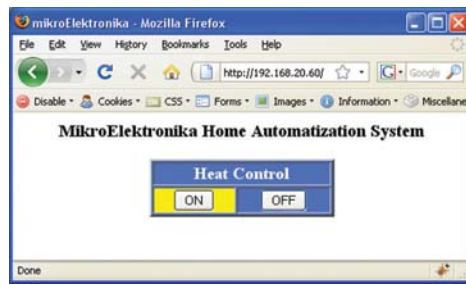 mikroElektronika - Mozilla Firefox
File Edit View History Bookmarks Tools Help
http://192.168.20.60/ G Google
Disable Cookies CSS Forms Images Information Miscellane
MikroElektronika Home Automatization System
Heat Control
ON OFF
Done